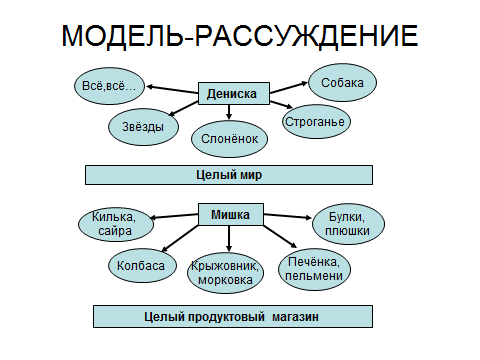 МОДЕЛЬ-РАССУЖДЕНИЕ
Всё,всё...
Дениска
Собака
Звёзды
Слонёнок
Строганье
Целый мир
Килька,
сайра
Мишка
Булки,
плюшки
Колбаса
Крыжовник,
морковка
Печёнка,
пельмени
Целый продуктовый магазин